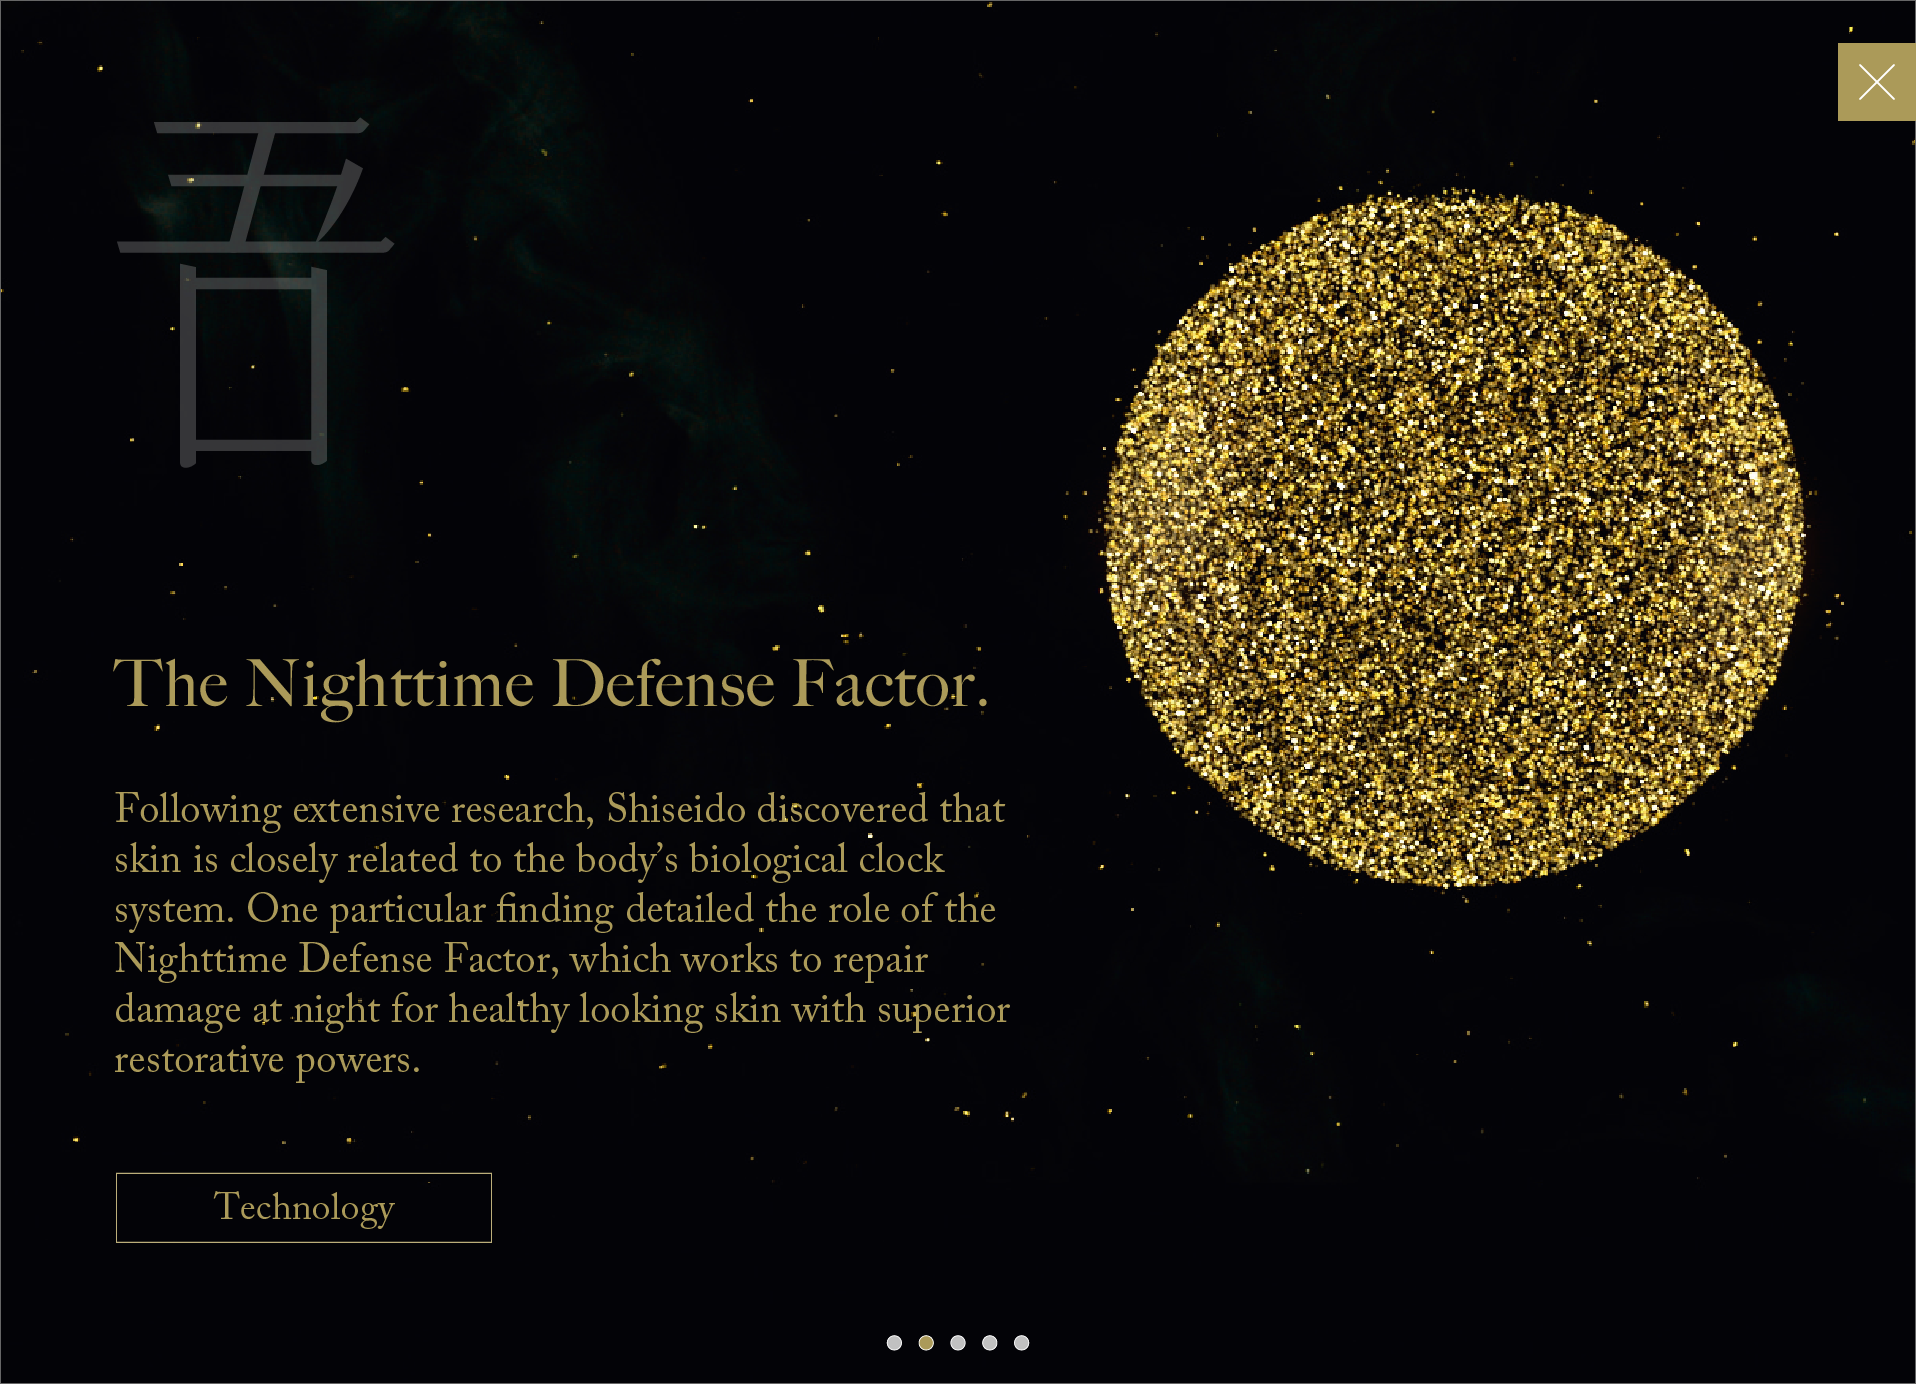 吾
The Nighttime Defense Factor.
Following extensive research, Shiseido discovered that
skin is closely related to the body’s biological clock
system. One particular finding detailed the role of the
Nighttime Defense Factor, which works to repair
damage at night for healthy looking skin with superior
restorative powers.
Technology